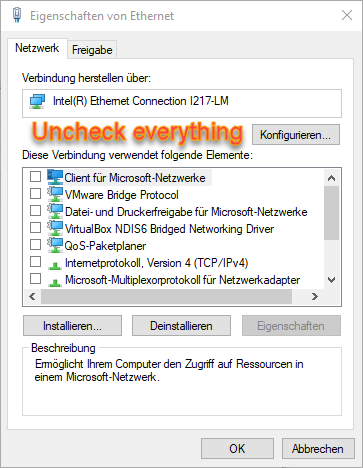 Eigenschaften von Ethernet
Netzwerk
Freigabe
Verbindung herstellen über:
Intel(R) Ethernet Connection I217-LM
Uncheck everything
Konfigurieren...
Diese Verbindung verwendet folgende Elemente:
Client für Microsoft-Netzwerke
VMware Bridge Protocol
Datei- und Druckerfreigabe für Microsoft-Netzwerke
VirtualBox NDIS6 Bridged Networking Driver
QoS-Paketplaner
Internetprotokoll, Version 4 (TCP/IPv4)
Microsoft-Multiplexorprotokoll für Netzwerkadapter
Installieren...
Deinstallieren
Eigenschaften
Beschreibung
Ermöglicht Ihrem Computer den Zugriff auf Ressourcen in
einem Microsoft-Netzwerk.
OK
Abbrechen